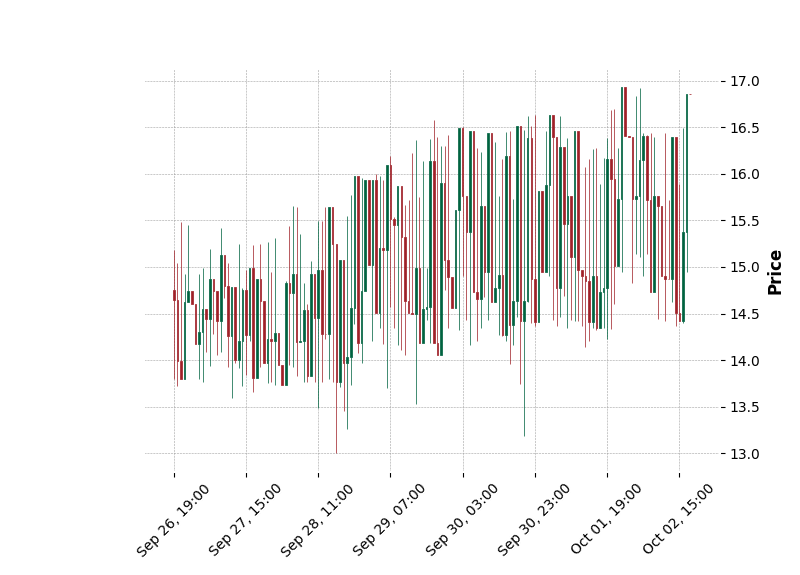 17.0
16.5
16.0
15.5
15.0
14.5
14.0
13.5
13.0
Price
Sep 26, 19:00
Sep 27, 15:00
Sep 28, 11:00
Sep 29, 07:00
Sep 30, 03:00
Sep 30, 23:00
Oct 01, 19:00
Oct 02, 15:00